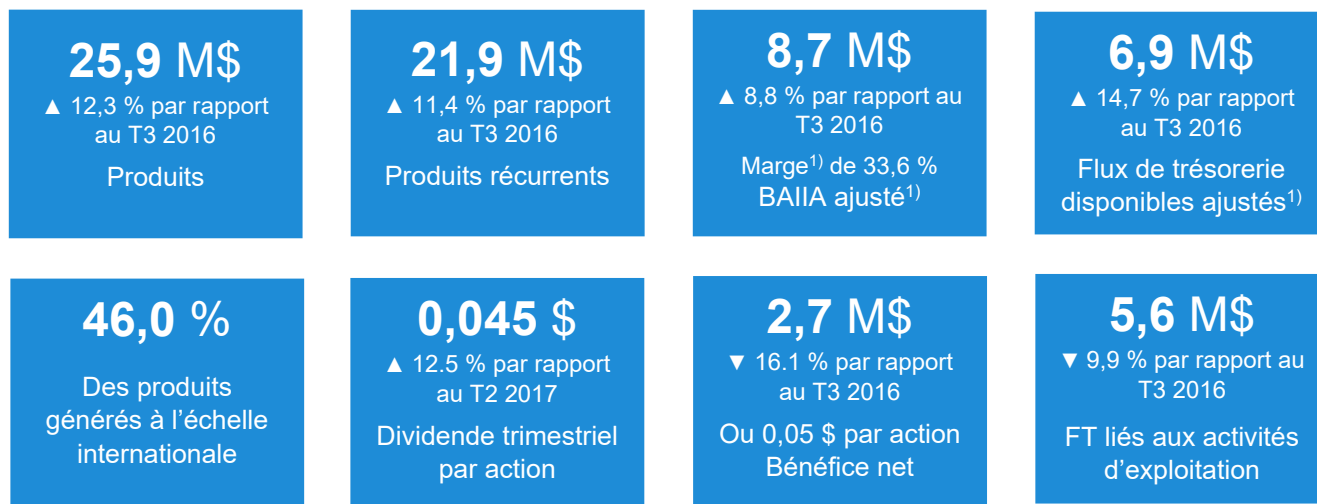 25,9 M$
▲ 12,3 % par rapport
au T3 2016
Produits
21,9 M$
▲ 11,4 % par rapport
au T3 2016
Produits récurrents
8,7 M$
▲ 8,8 % par rapport au
T3 2016
Marge1) de 33,6 %
BAIIA ajusté1)
6,9 M$
▲ 14,7 % par rapport
au T3 2016
Flux de trésorerie
disponibles ajustés1)
46,0 %
Des produits
générés à l’échelle
internationale
0,045 $
▲ 12.5 % par rapport
au T2 2017
Dividende trimestriel
par action
2,7 M$
▼ 16.1 % par rapport
au T3 2016
Ou 0,05 $ par action
Bénéfice net
5,6 M$
▼ 9,9 % par rapport au
T3 2016
FT liés aux activités
d’exploitation